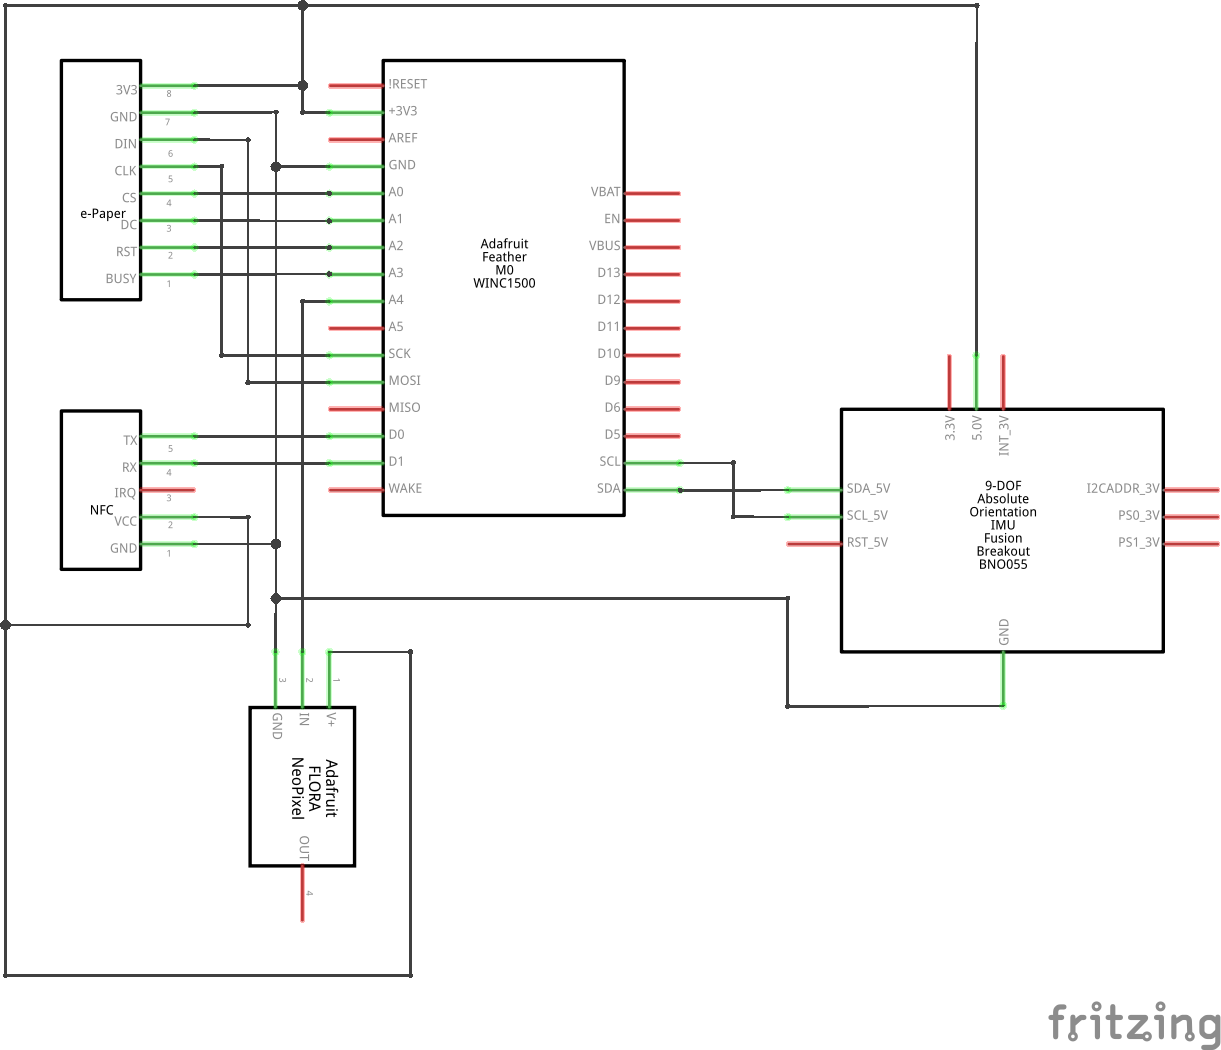 3V3
8
GND
7
DIN
6
CLK
5
CS
4
e-Paper
DC
3
RST
2
BUSY
1
!RESET
+3V3
AREF
GND
A0
A1
A2
A3
A4
A5
SCK
MOSI
MISO
D0
D1
WAKE
Adafruit
Feather
M0
WINC1500
VBAT
EN
VBUS
D13
D12
D11
D10
D9
D6
D5
SCL
SDA
TX
5
RX
4
IRQ
3
NFC
VCC
2
GND
1
3.3V
5.0V
INT_3V
SDA_5V
SCL_5V
RST_5V
9-DOF
Absolute
Orientation
IMU
Fusion
Breakout
BNO055
I2CADDR_3V
PS0_3V
PS1_3V
GND
3
2
1
GND
IN
V+
Adafruit
FLORA
NeoPixel
OUT
4
fritzing